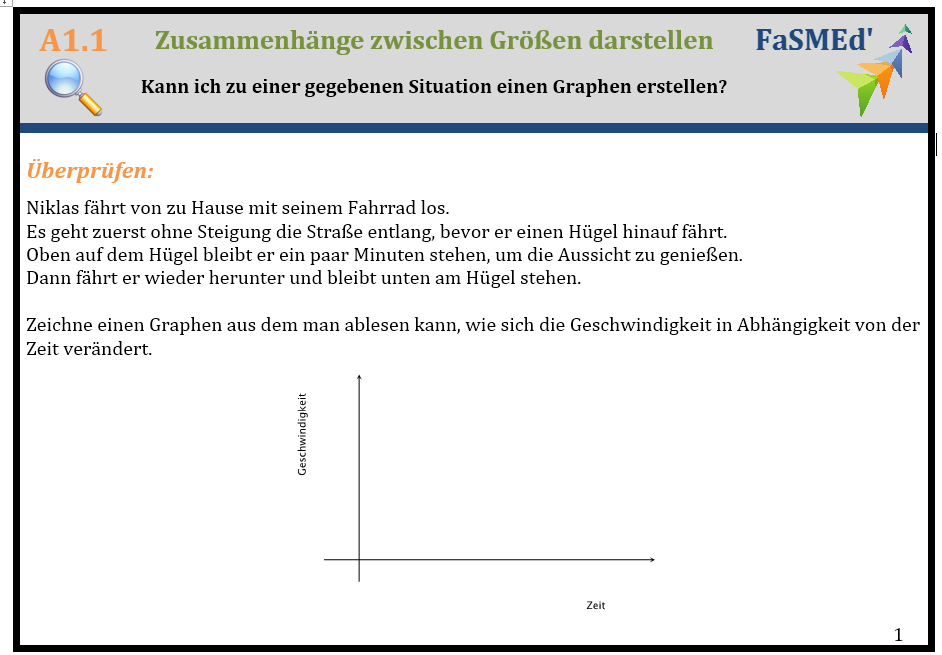 A1.1
Zusammenhänge zwischen Größen darstellen
FaSMEd'
Kann ich zu einer gegebenen Situation einen Graphen erstellen?
Überprüfen:
Niklas fährt von zu Hause mit seinem Fahrrad los.
Es geht zuerst ohne Steigung die Straße entlang, bevor er einen Hügel hinauf fährt.
Oben auf dem Hügel bleibt er ein paar Minuten stehen, um die Aussicht zu genießen.
Dann fährt er wieder herunter und bleibt unten am Hügel stehen.
Zeichne einen Graphen aus dem man ablesen kann, wie sich die Geschwindigkeit in Abhängigkeit von der
Zeit verändert.
Geschwindigkeit
Zeit
1